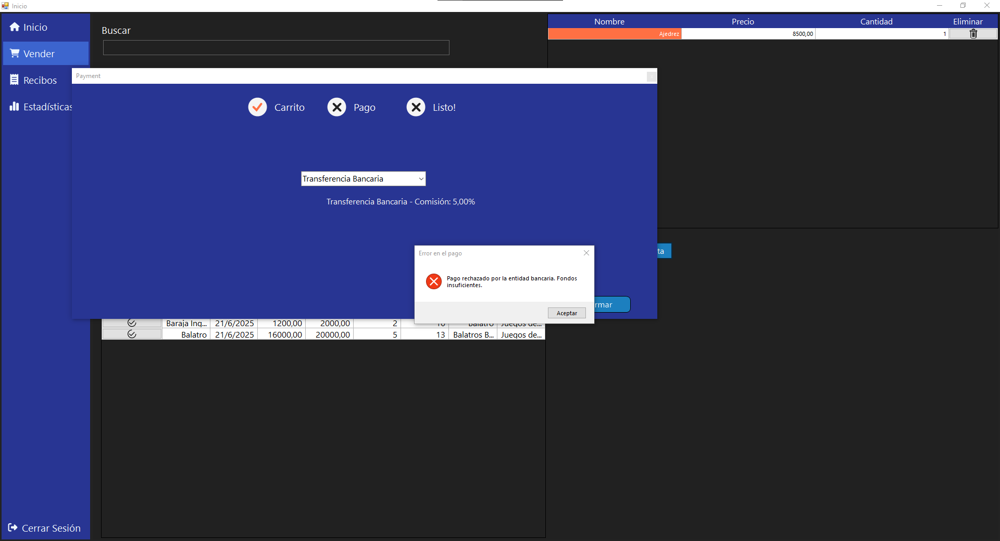 Inicio
Inicio
Vender
Recibos
Estadísticas
Cerrar Sesión
Buscar
Nombre Precio Cantidad Eliminar
Ajedrez 8500,00 1
Payment
Carrito Pago Listo!
Transferencia Bancaria
Transferencia Bancaria - Comisión: 5,00%
Error en el pago
Pago rechazado por la entidad bancaria. Fondos
insuficientes.
Aceptar
ta
rmar
Baraja Ing... 21/6/2025 1200,00 2000,00 2 Balatro Juegos de...
Balatro 21/6/2025 16000,00 20000,00 5 13 Balatros B... Juegos de...